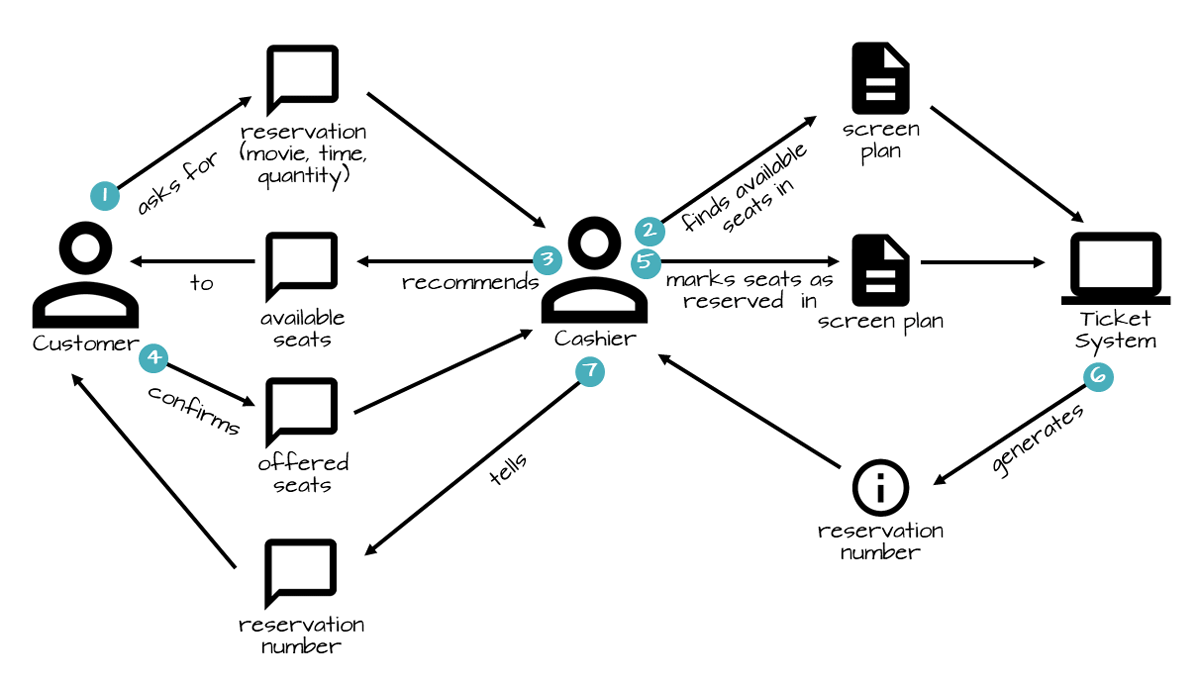 1
asks for
reservation
(movie, time,
quantity)
2
finds available
seats in
screen
plan
3
recommends
available
seats
to
Customer
Cashier
4
confirms
offered
seats
5
marks seats as
reserved in
screen plan
Ticket
System
6
generates
reservation
number
7
tells
reservation
number